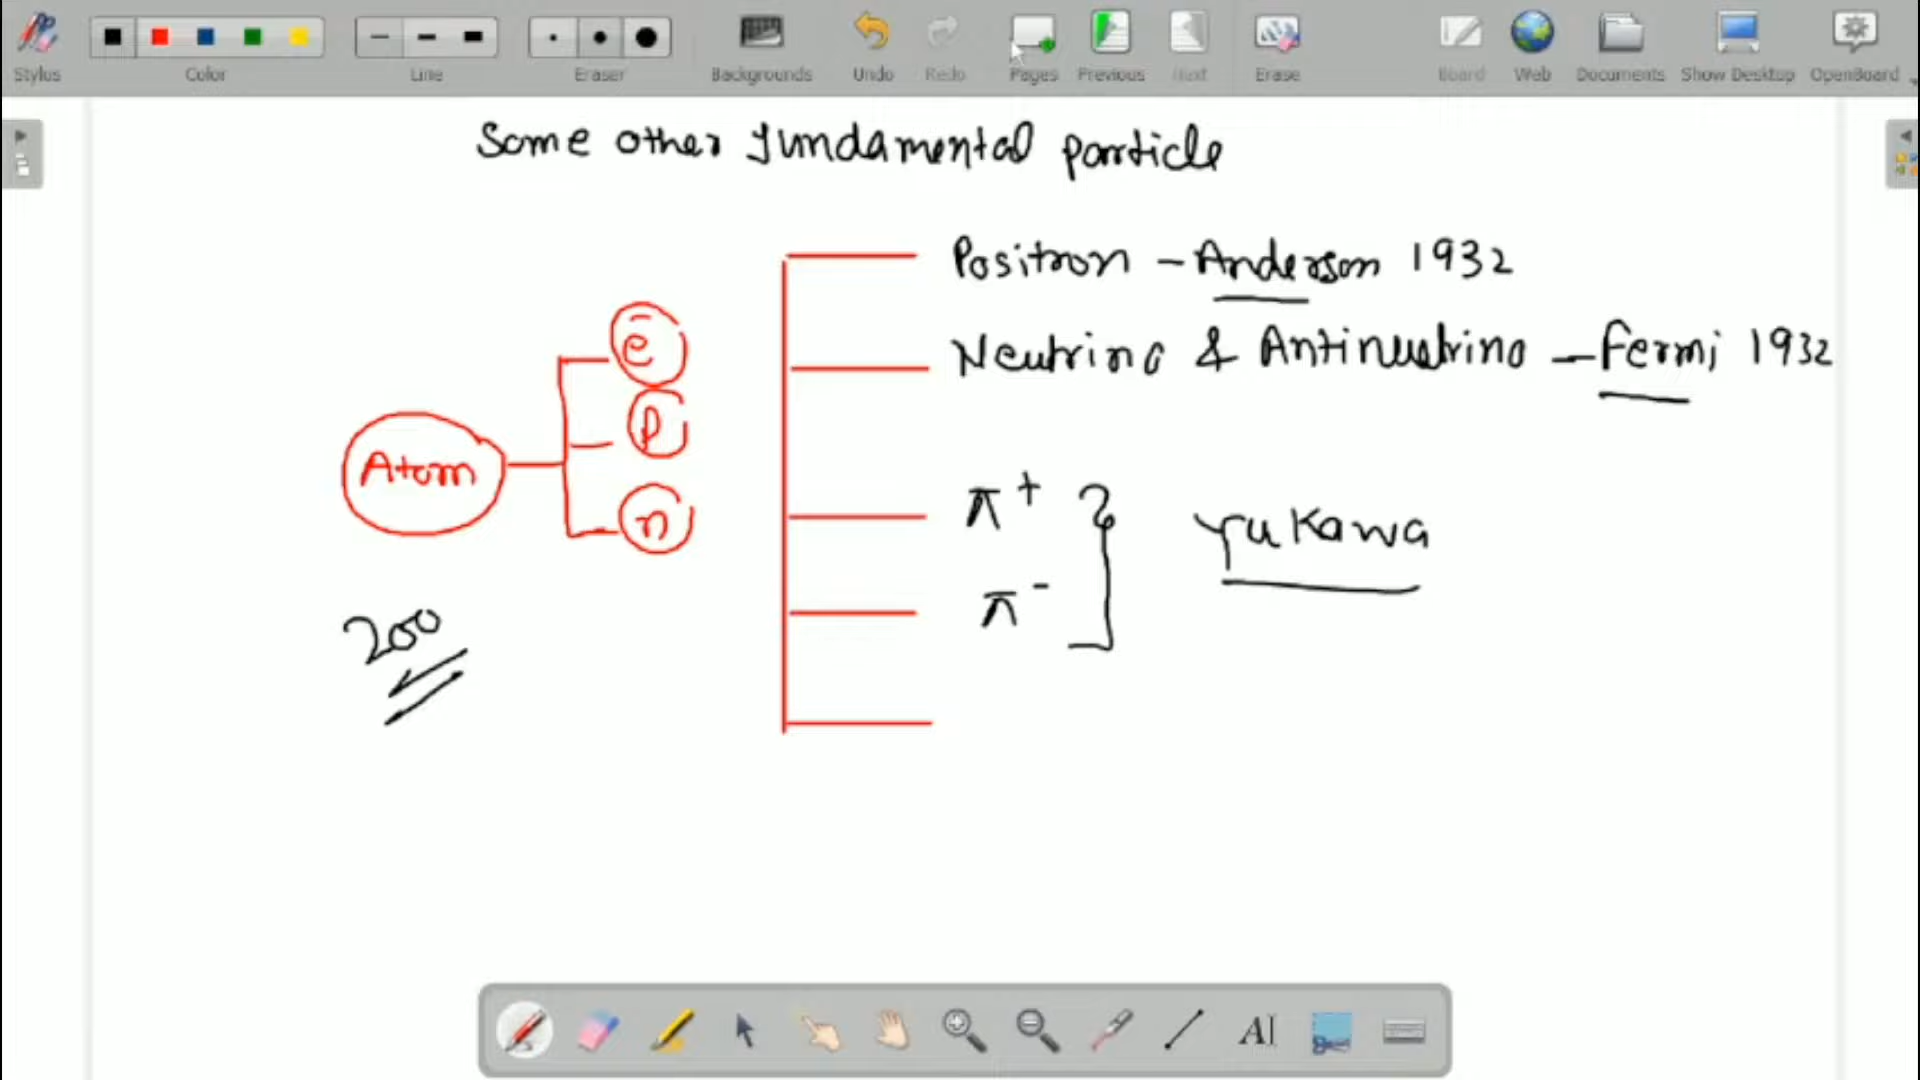 Stylus Color Line Eraser Backgrounds Undo Redo Pages Previous Next Erase Board Web Documents Show Desktop OpenBoard
Some other fundamental particle
Positron - Anderson 1932
Neutrino & Antineutrino - Fermi 1932
e
p
Atom
n
π+
π-
Yukawa
200
AI